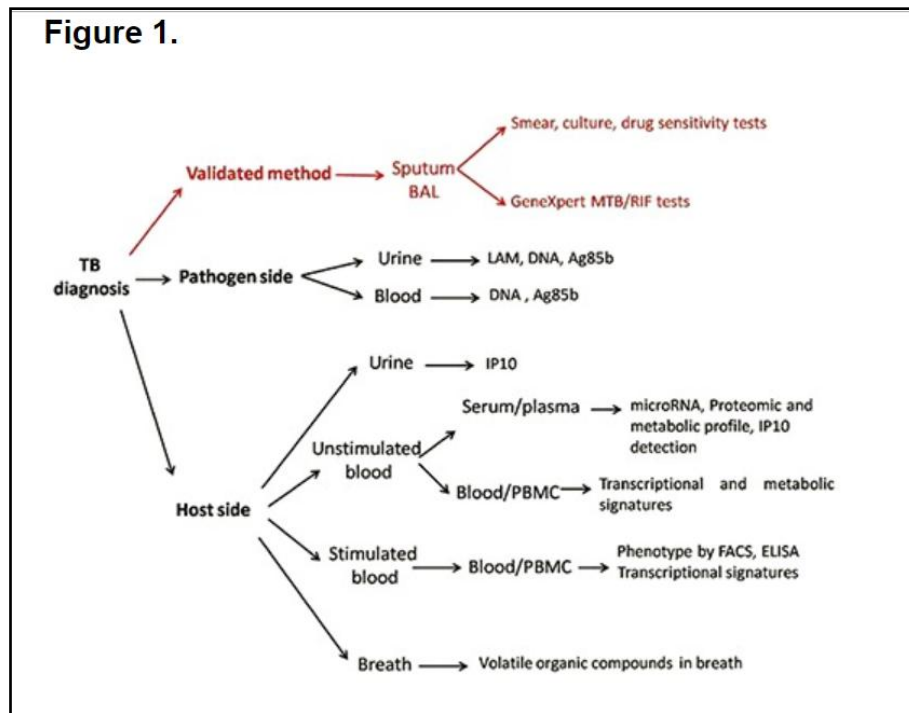 Figure 1.
Smear, culture, drug sensitivity tests
Validated method
Sputum
BAL
GeneXpert MTB/RIF tests
TB
diagnosis
Pathogen side
Urine
LAM, DNA, Ag85b
Blood
DNA , Ag85b
Urine
IP10
Serum/plasma
microRNA, Proteomic and
metabolic profile, IP10
detection
Unstimulated
blood
Blood/PBMC
Transcriptional and metabolic
signatures
Host side
Stimulated
blood
Blood/PBMC
Phenotype by FACS, ELISA
Transcriptional signatures
Breath
Volatile organic compounds in breath